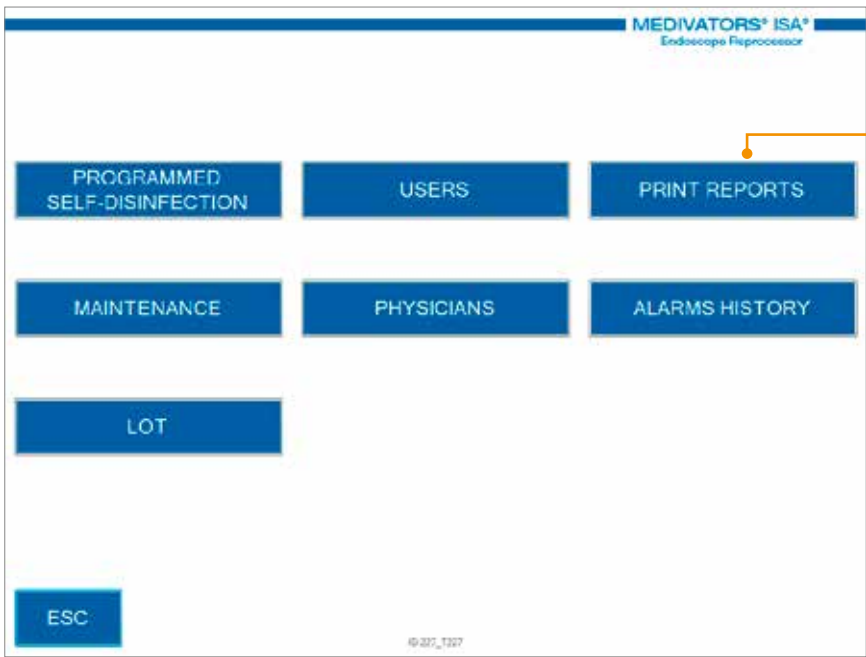 MEDIVATORS® ISA®
Endoscope Reprocessor
PROGRAMMED
SELF-DISINFECTION
USERS
PRINT REPORTS
MAINTENANCE
PHYSICIANS
ALARMS HISTORY
LOT
ESC